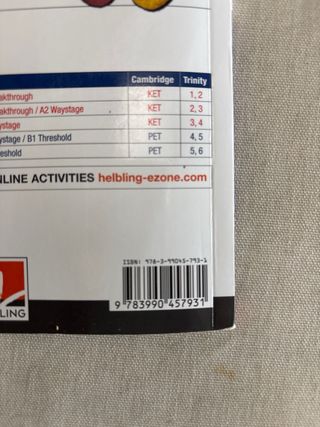 Cambridge Trinity
akthrough KET 1, 2
akthrough / A2 Waystage KET 2, 3
ystage KET 3, 4
ystage / B1 Threshold PET 4, 5
eshold PET 5, 6
NLINE ACTIVITIES helbling-ezone.com
ISBN: 978-3-99045-793-1
9 783990 457931
LING